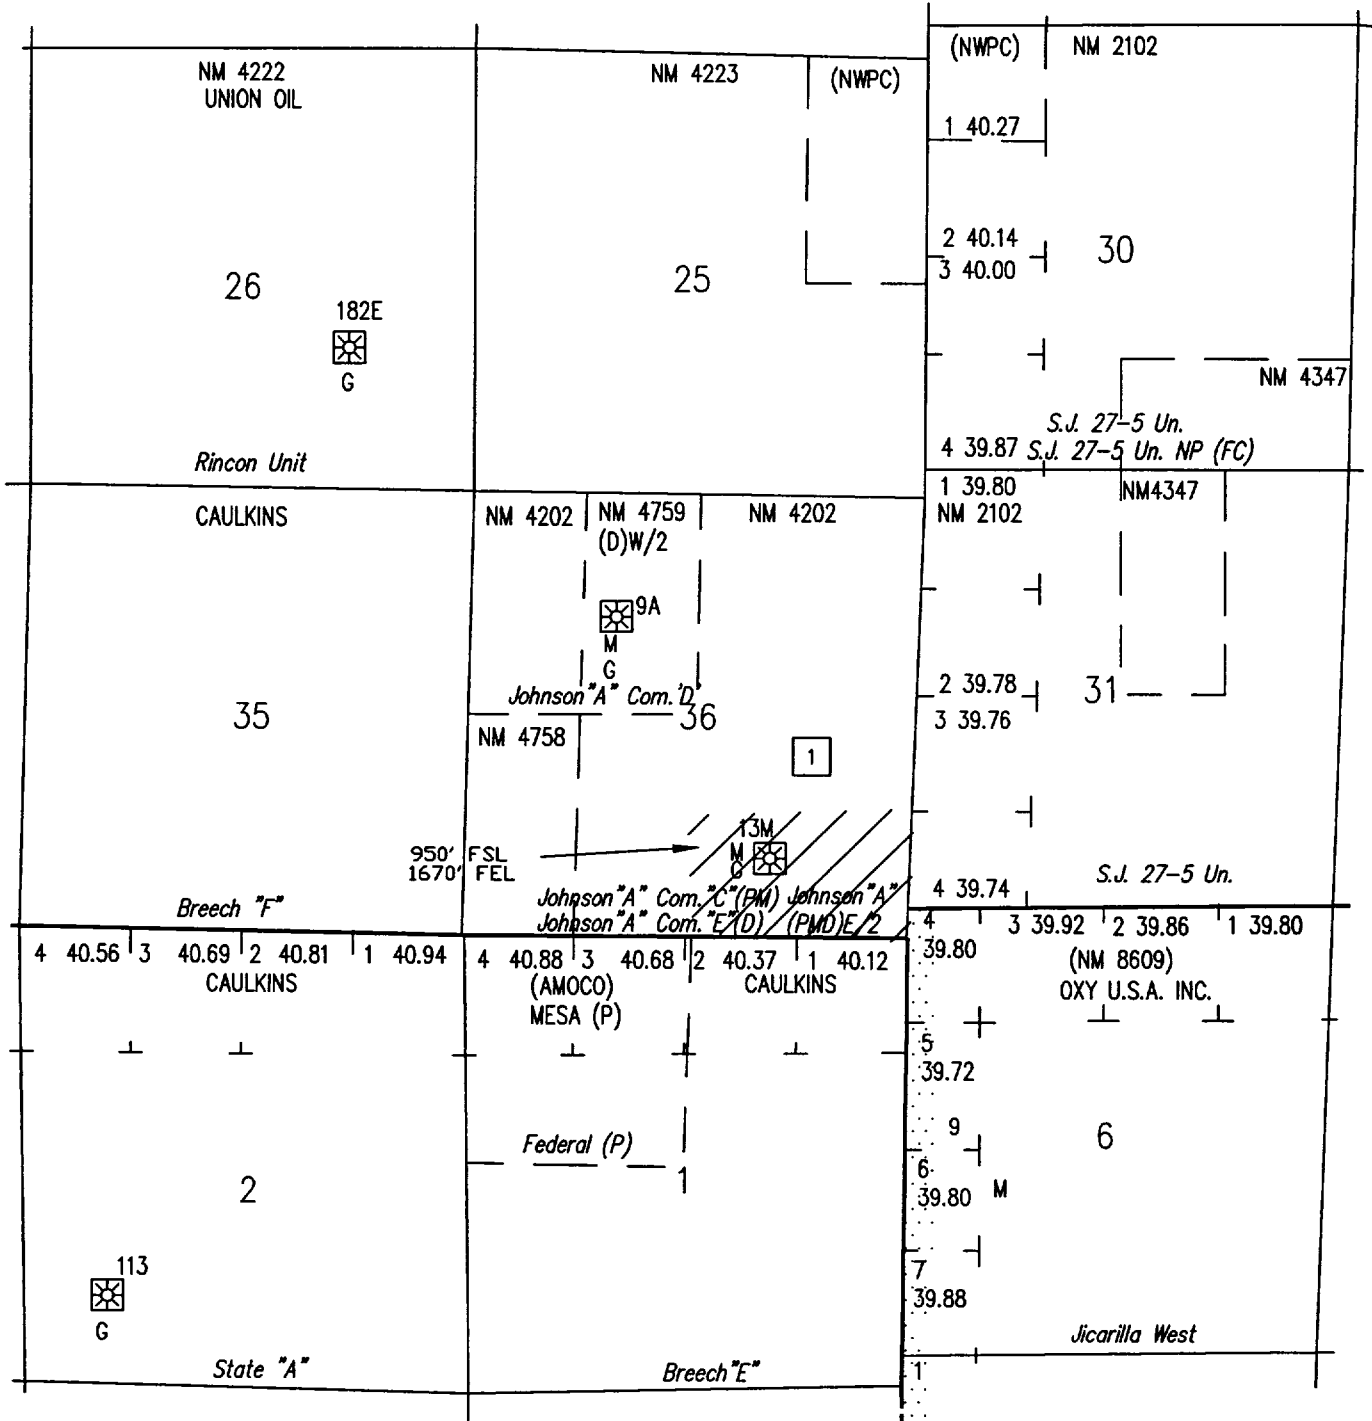 NM 4222
UNION OIL
26
182E
G
Rincon Unit
NM 4223
(NWPC)
25
(NWPC)
NM 2102
1 40.27
2 40.14
3 40.00
30
NM 4347
S.J. 27-5 Un.
4 39.87 S.J. 27-5 Un. NP (FC)
CAULKINS
35
Breech "F"
NM 4202
NM 4759
(D)W/2
NM 4202
9A
M
G
Johnson "A" Com. 'D'
36
NM 4758
1
13M
M
G
950' FSL
1670' FEL
Johnson "A" Com. "C" (PM) Johnson "A"
Johnson "A" Com. "E" (D) (PMD)E/2
1 39.80
NM 2102
NM4347
2 39.78
3 39.76
31
4 39.74
S.J. 27-5 Un.
4 40.56 3 40.69 2 40.81 1 40.94
CAULKINS
2
113
G
State "A"
4 40.88 3 40.68 2 40.37 1 40.12
(AMOCO)
MESA (P)
CAULKINS
Federal (P)
1
Breech "E"
4
39.80
3 39.92 2 39.86 1 39.80
(NM 8609)
OXY U.S.A. INC.
5
39.72
9
6
6
39.80 M
7
39.88
Jicarilla West
1